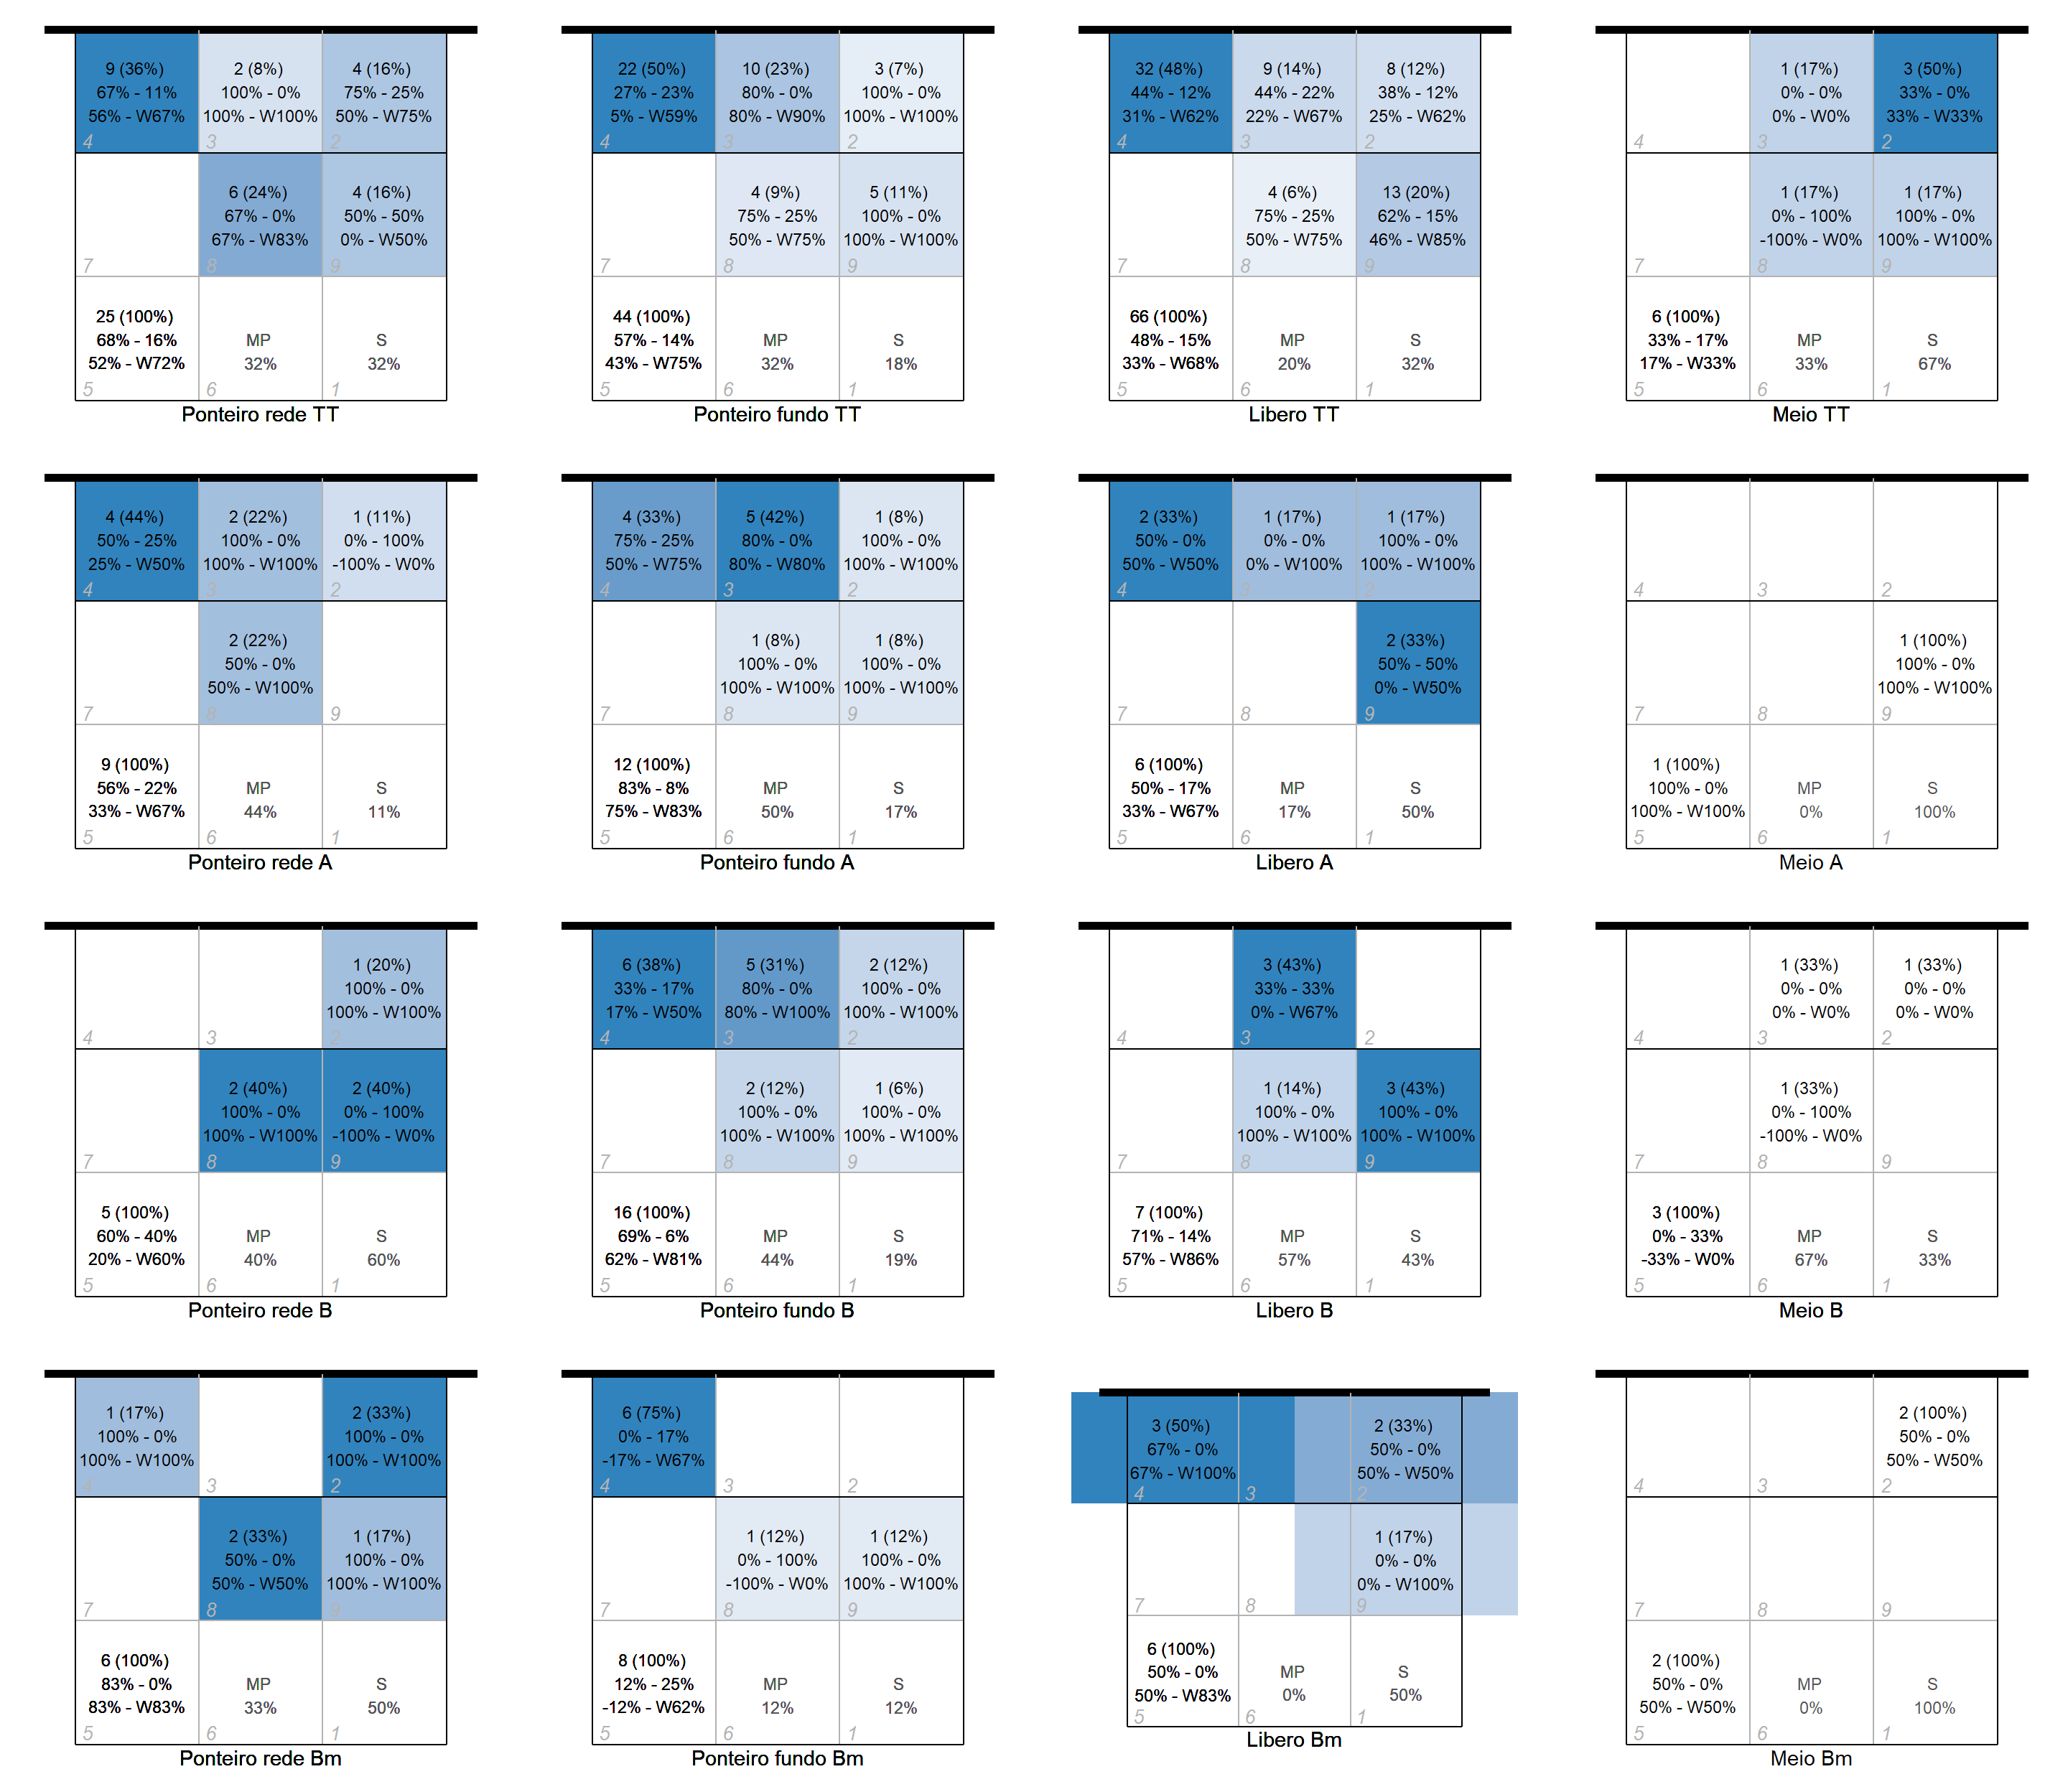 9 (36%)
67% - 11%
56% - W67%
4
2 (8%)
100% - 0%
100% - W100%
3
4 (16%)
75% - 25%
50% - W75%
2
7
6 (24%)
67% - 0%
67% - W83%
8
4 (16%)
50% - 50%
0% - W50%
9
25 (100%)
68% - 16%
52% - W72%
5
MP
32%
6
S
32%
1
Ponteiro rede TT
22 (50%)
27% - 23%
5% - W59%
4
10 (23%)
80% - 0%
80% - W90%
3
3 (7%)
100% - 0%
100% - W100%
2
7
4 (9%)
75% - 25%
50% - W75%
8
5 (11%)
100% - 0%
100% - W100%
9
44 (100%)
57% - 14%
43% - W75%
5
MP
32%
6
S
18%
1
Ponteiro fundo TT
32 (48%)
44% - 12%
31% - W62%
4
9 (14%)
44% - 22%
22% - W67%
3
8 (12%)
38% - 12%
25% - W62%
2
7
4 (6%)
75% - 25%
50% - W75%
8
13 (20%)
62% - 15%
46% - W85%
9
66 (100%)
48% - 15%
33% - W68%
5
MP
20%
6
S
32%
1
Libero TT
4
1 (17%)
0% - 0%
0% - W0%
3
3 (50%)
33% - 0%
33% - W33%
2
7
1 (17%)
0% - 100%
-100% - W0%
8
1 (17%)
100% - 0%
100% - W100%
9
6 (100%)
33% - 17%
17% - W33%
5
MP
33%
6
S
67%
1
Meio TT
4 (44%)
50% - 25%
25% - W50%
4
2 (22%)
100% - 0%
100% - W100%
3
1 (11%)
0% - 100%
-100% - W0%
2
7
2 (22%)
50% - 0%
50% - W100%
8
9
9 (100%)
56% - 22%
33% - W67%
5
MP
44%
6
S
11%
1
Ponteiro rede A
4 (33%)
75% - 25%
50% - W75%
4
5 (42%)
80% - 0%
80% - W80%
3
1 (8%)
100% - 0%
100% - W100%
2
7
1 (8%)
100% - 0%
100% - W100%
8
1 (8%)
100% - 0%
100% - W100%
9
12 (100%)
83% - 8%
75% - W83%
5
MP
50%
6
S
17%
1
Ponteiro fundo A
2 (33%)
50% - 0%
50% - W50%
4
1 (17%)
0% - 0%
0% - W100%
3
1 (17%)
100% - 0%
100% - W100%
2
7
8
2 (33%)
50% - 50%
0% - W50%
9
6 (100%)
50% - 17%
33% - W67%
5
MP
17%
6
S
50%
1
Libero A
4
3
2
7
8
1 (100%)
100% - 0%
100% - W100%
9
1 (100%)
100% - 0%
100% - W100%
5
MP
0%
6
S
100%
1
Meio A
4
3
1 (20%)
100% - 0%
100% - W100%
2
7
2 (40%)
100% - 0%
100% - W100%
8
2 (40%)
0% - 100%
-100% - W0%
9
5 (100%)
60% - 40%
20% - W60%
5
MP
40%
6
S
60%
1
Ponteiro rede B
6 (38%)
33% - 17%
17% - W50%
4
5 (31%)
80% - 0%
80% - W100%
3
2 (12%)
100% - 0%
100% - W100%
2
7
2 (12%)
100% - 0%
100% - W100%
8
1 (6%)
100% - 0%
100% - W100%
9
16 (100%)
69% - 6%
62% - W81%
5
MP
44%
6
S
19%
1
Ponteiro fundo B
4
3 (43%)
33% - 33%
0% - W67%
3
2
7
1 (14%)
100% - 0%
100% - W100%
8
3 (43%)
100% - 0%
100% - W100%
9
7 (100%)
71% - 14%
57% - W86%
5
MP
57%
6
S
43%
1
Libero B
4
1 (33%)
0% - 0%
0% - W0%
3
1 (33%)
0% - 0%
0% - W0%
2
7
1 (33%)
0% - 100%
-100% - W0%
8
9
3 (100%)
0% - 33%
-33% - W0%
5
MP
67%
6
S
33%
1
Meio B
1 (17%)
100% - 0%
100% - W100%
4
3
2 (33%)
100% - 0%
100% - W100%
2
7
2 (33%)
50% - 0%
50% - W50%
8
1 (17%)
100% - 0%
100% - W100%
9
6 (100%)
83% - 0%
83% - W83%
5
MP
33%
6
S
50%
1
Ponteiro rede Bm
6 (75%)
0% - 17%
-17% - W67%
4
3
2
7
1 (12%)
0% - 100%
-100% - W0%
8
1 (12%)
100% - 0%
100% - W100%
9
8 (100%)
12% - 25%
-12% - W62%
5
MP
12%
6
S
12%
1
Ponteiro fundo Bm
3 (50%)
67% - 0%
67% - W100%
4
3
2 (33%)
50% - 0%
50% - W50%
2
7
8
1 (17%)
0% - 0%
0% - W100%
9
6 (100%)
50% - 0%
50% - W83%
5
MP
0%
6
S
50%
1
Libero Bm
4
3
2 (100%)
50% - 0%
50% - W50%
2
7
8
9
2 (100%)
50% - 0%
50% - W50%
5
MP
0%
6
S
100%
1
Meio Bm